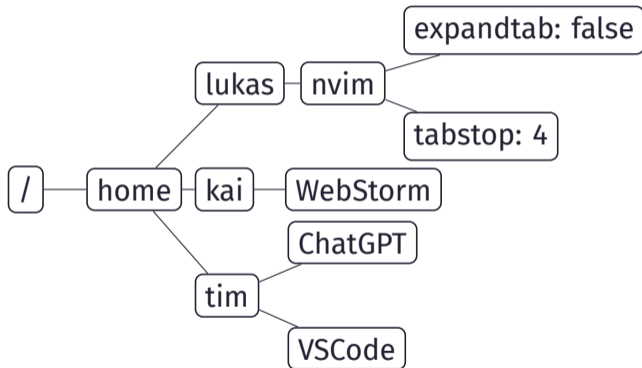 expandtab: false
lukas
nvim
tabstop: 4
/
home
kai
WebStorm
ChatGPT
tim
VSCode